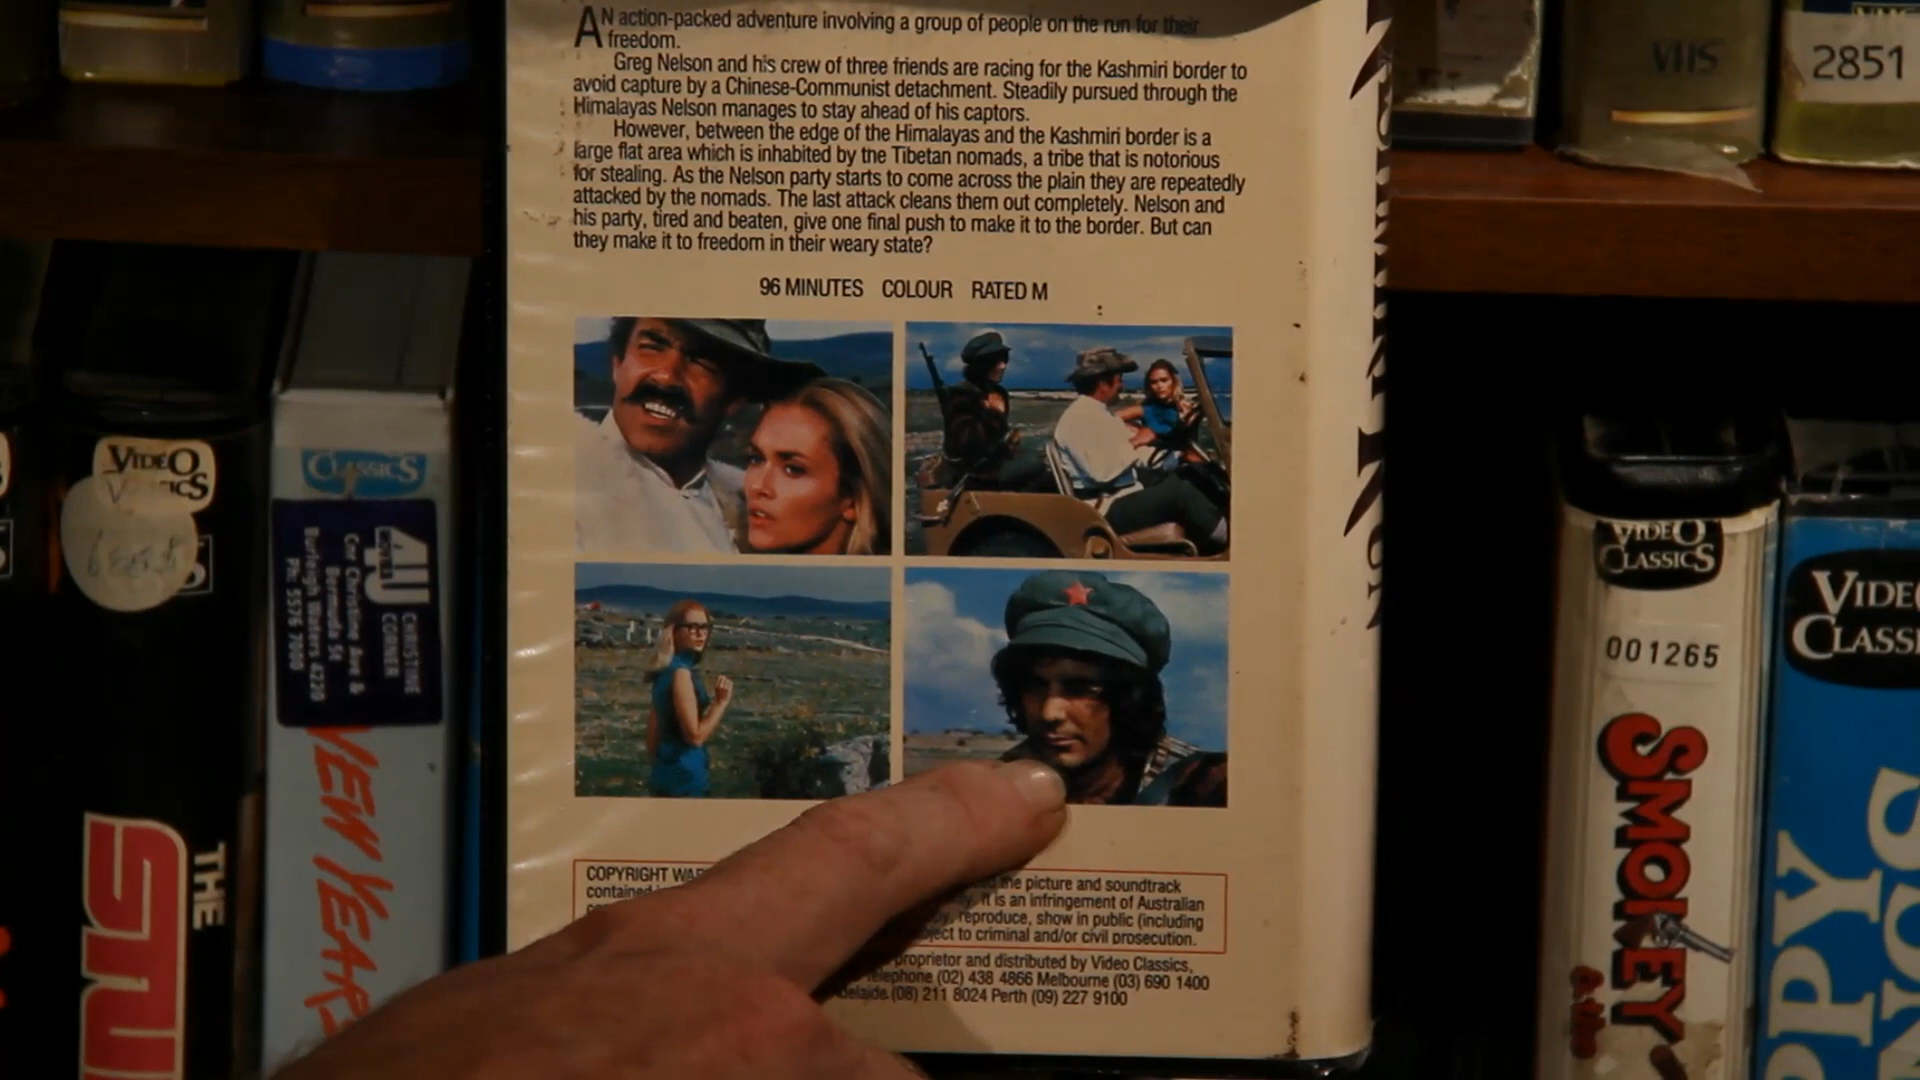 AN action-packed adventure involving a group of people on the run for their
freedom.
Greg Nelson and his crew of three friends are racing for the Kashmiri border to
avoid capture by a Chinese-Communist detachment. Steadily pursued through the
Himalayas Nelson manages to stay ahead of his captors.
However, between the edge of the Himalayas and the Kashmiri border is a
large flat area which is inhabited by the Tibetan nomads, a tribe that is notorious
for stealing. As the Nelson party starts to come across the plain they are repeatedly
attacked by the nomads. The last attack cleans them out completely. Nelson and
his party, tired and beaten, give one final push to make it to the border. But can
they make it to freedom in their weary state?
96 MINUTES COLOUR RATED M
COPYRIGHT
contained
the picture and soundtrack
It is an infringement of Australian
reproduce, show in public (including
to criminal and/or civil prosecution.
proprietor and distributed by Video Classics,
Telephone (02) 438 4866 Melbourne (03) 690 1400
(08) 211 8024 Perth (09) 227 9100
VIDEO
THE
CLASSICS
4U
CHRISTINE
CORNER
Cnr Christine Ave &
Bermuda St
Burleigh Waters 4220
Ph: 5576 7000
NEW YEAR'S
VHS
2851
VIDEO
CLASSICS
001265
SMOKEY
& the
VIDEO
CLASSICS